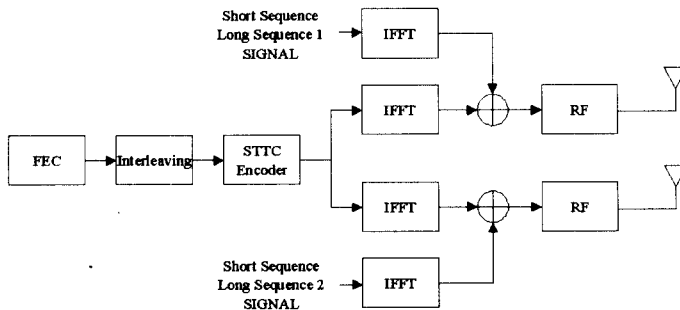 Short Sequence
Long Sequence 1
SIGNAL
IFFT
IFFT
RF
FEC
Interleaving
STTC
Encoder
IFFT
RF
Short Sequence
Long Sequence 2
SIGNAL
IFFT